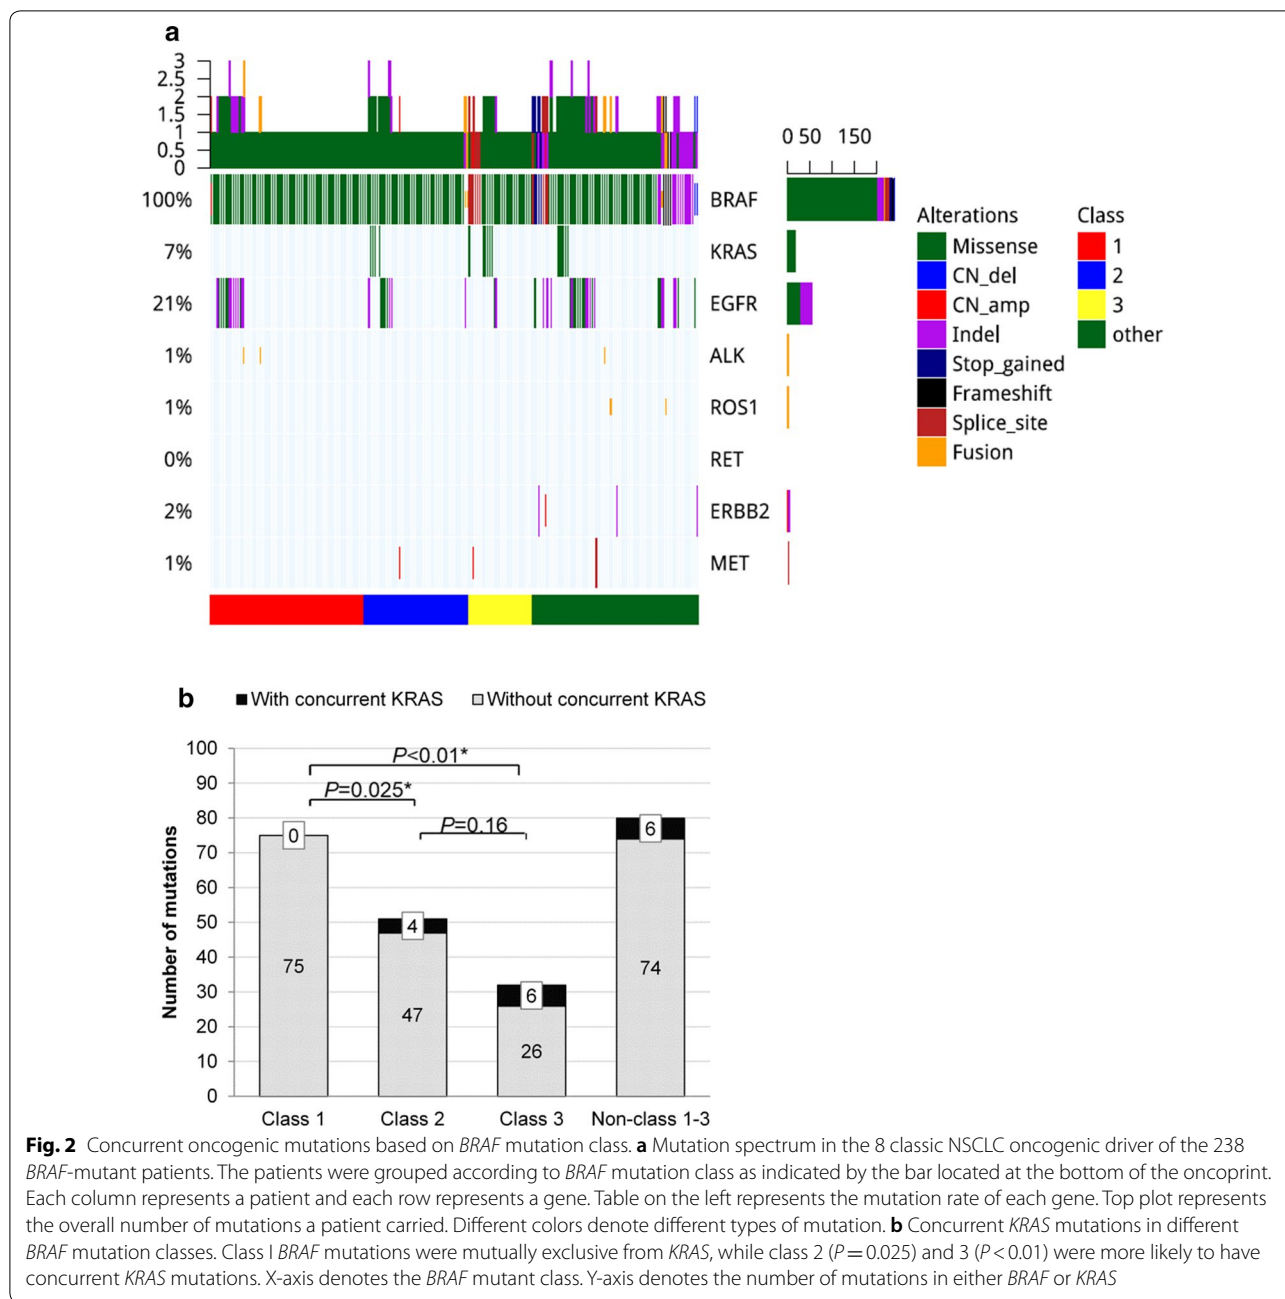 a
3
2.5
2
1.5
1
0.5
0
0 50 150
100% BRAF
7% KRAS
21% EGFR
1% ALK
1% ROS1
0% RET
2% ERBB2
1% MET
Alterations
Missense
CN_del
CN_amp
Indel
Stop_gained
Frameshift
Splice_site
Fusion
Class
1
2
3
other
b
With concurrent KRAS Without concurrent KRAS
Number of mutations
100
90
80
70
60
50
40
30
20
10
0
P<0.01*
P=0.025*
P=0.16
0
75
4
47
6
26
6
74
Class 1 Class 2 Class 3 Non-class 1-3
Fig. 2 Concurrent oncogenic mutations based on BRAF mutation class. a Mutation spectrum in the 8 classic NSCLC oncogenic driver of the 238
BRAF-mutant patients. The patients were grouped according to BRAF mutation class as indicated by the bar located at the bottom of the oncoprint.
Each column represents a patient and each row represents a gene. Table on the left represents the mutation rate of each gene. Top plot represents
the overall number of mutations a patient carried. Different colors denote different types of mutation. b Concurrent KRAS mutations in different
BRAF mutation classes. Class I BRAF mutations were mutually exclusive from KRAS, while class 2 (P = 0.025) and 3 (P < 0.01) were more likely to have
concurrent KRAS mutations. X-axis denotes the BRAF mutant class. Y-axis denotes the number of mutations in either BRAF or KRAS